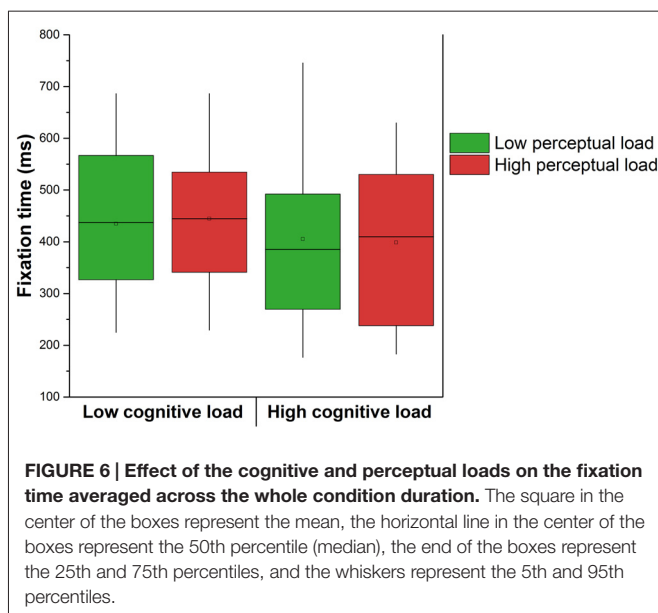 800
700
600
500
400
300
200
100
Fixation time (ms)
Low cognitive load
High cognitive load
Low perceptual load
High perceptual load
FIGURE 6 | Effect of the cognitive and perceptual loads on the fixation
time averaged across the whole condition duration. The square in the
center of the boxes represent the mean, the horizontal line in the center of the
boxes represent the 50th percentile (median), the end of the boxes represent
the 25th and 75th percentiles, and the whiskers represent the 5th and 95th
percentiles.